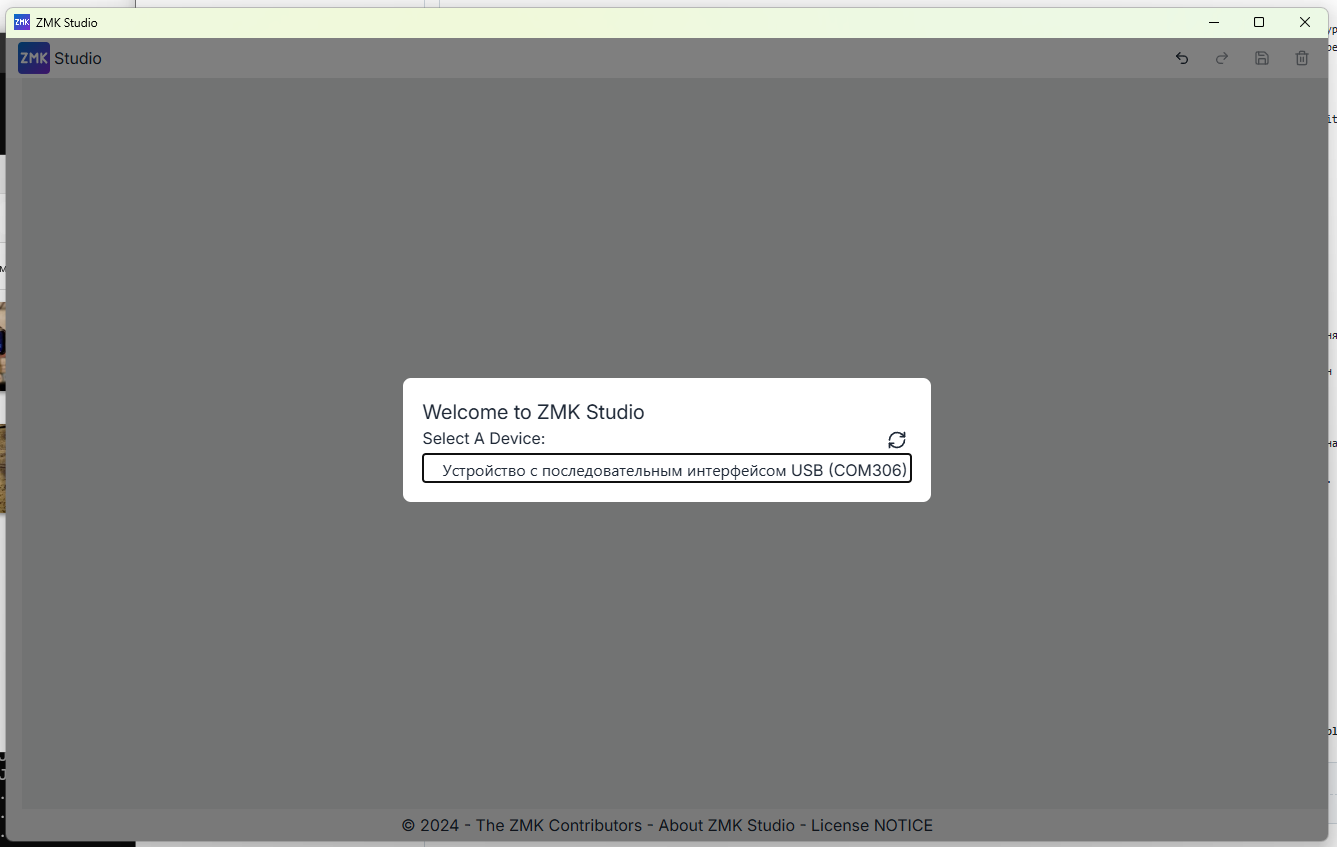 ZMK ZMK Studio
ZMK Studio
Welcome to ZMK Studio
Select A Device:
Устройство с последовательным интерфейсом USB (COM306)
© 2024 - The ZMK Contributors - About ZMK Studio - License NOTICE